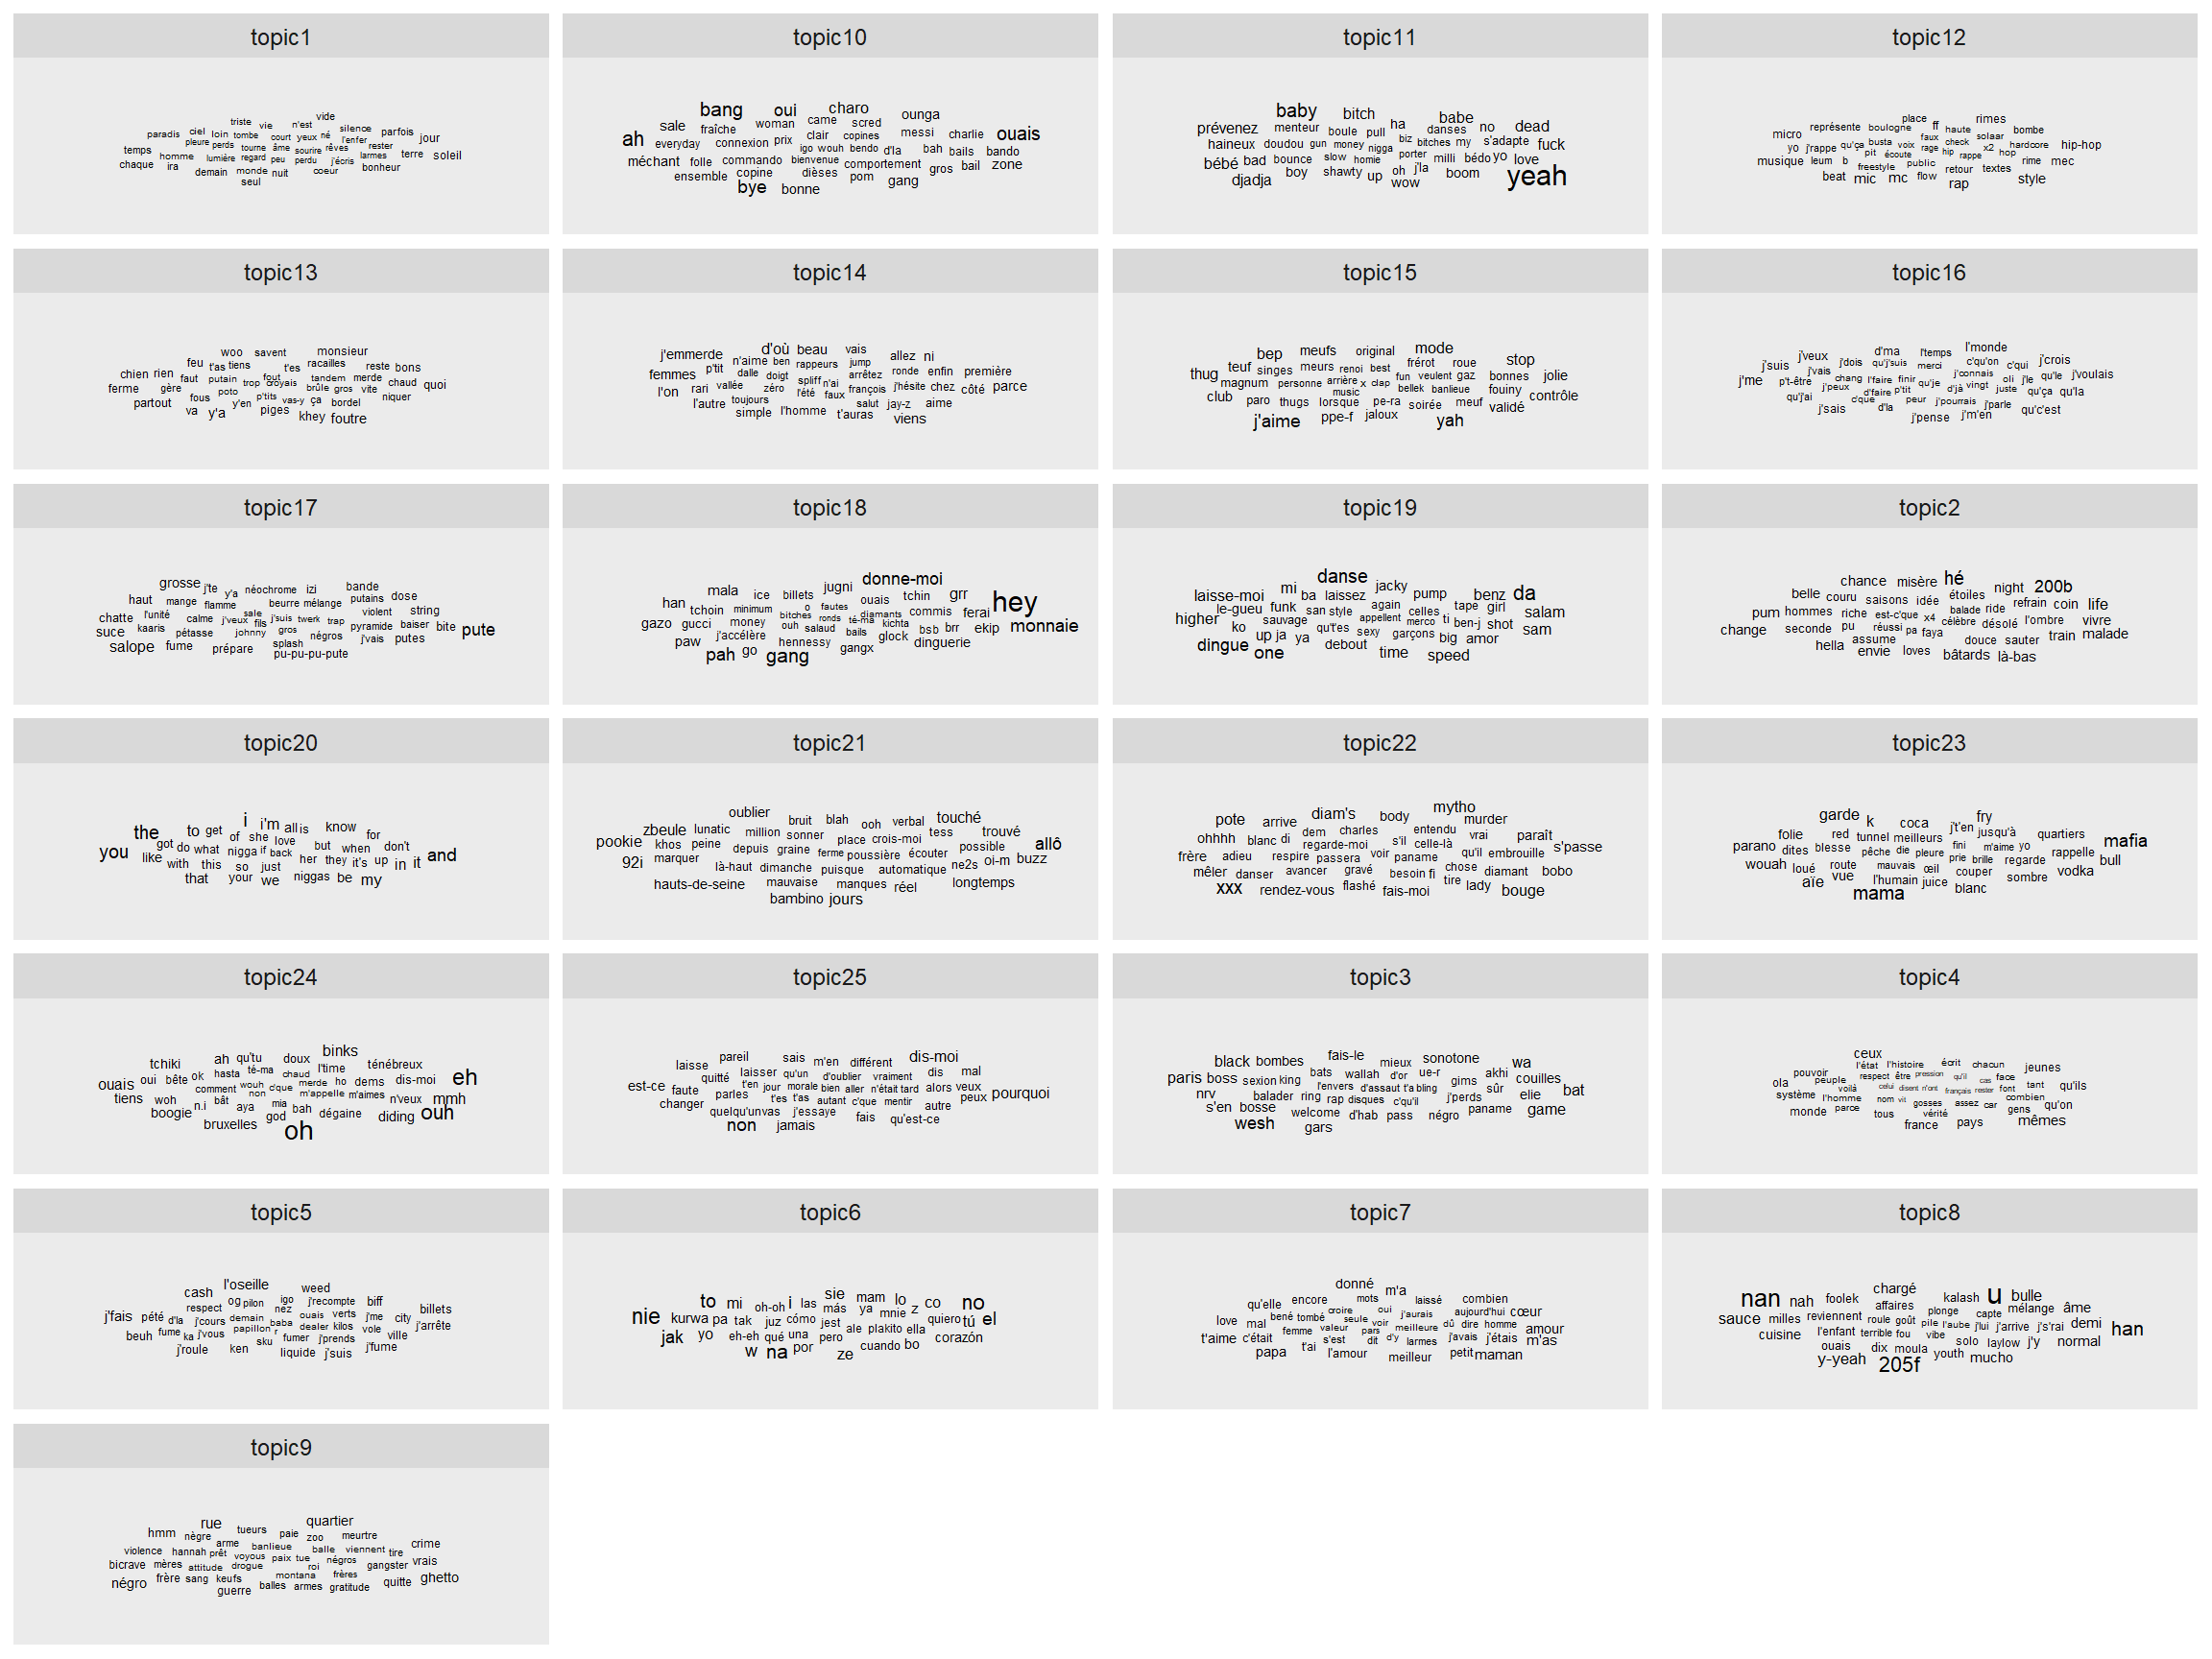 topic1
vide
triste vie n'est
paradis ciel loin tombe court yeux né silence l'enfer parfois jour
pleure perds tourne âme sourire rêves rester
temps homme lumière regard peu perdu j'écris larmes terre soleil
chaque ira demain monde nuit coeur bonheur
seul
topic10
bang oui charo ounga
ah sale fraîche woman came scred messi charlie ouais
everyday connexion prix clair copines igo wouh bendo d'la bah bails bando
méchant folle commando bienvenue comportement gros bail zone
ensemble copine dièses pom gang
bye bonne
topic11
baby bitch ha babe no dead
prévenez menteur boule pull biz danses my s'adapte fuck
haineux doudou gun money nigga bitches
bébé bad bounce slow homie porter milli bédo yo love
djadja boy shawty up oh j'la boom yeah
wow
topic12
place rimes
micro représente boulogne ff haute solaar bombe
yo j'rappe qu'ça busta voix faux rage check hip x2 hardcore hip-hop
musique leum b pit écoute rappe hop rime mec
freestyle public retour textes
beat mic mc flow rap style
topic13
woo savent monsieur
feu t'as tiens t'es racailles reste bons
chien rien faut putain trop croyais fout tandem merde chaud quoi
ferme gère poto brûle gros vite niquer
partout fous p'tits vas-y ça bordel
va y'a y'en piges khey foutre
topic14
d'où beau vais
j'emmerde n'aime ben rappeurs jump allez ni
femmes p'tit dalle doigt spliff n'ai arrêtez ronde enfin première
l'on rari vallée zéro l'été faux françois j'hésite chez côté parce
l'autre toujours salut jay-z aime
simple l'homme t'auras viens
topic15
bep meufs original mode
thug teuf singes meurs renoi best frérot roue stop
magnum personne arrière x clap fun veulent gaz bonnes jolie
club paro thugs lorsque music pe-ra bellek banlieue fouiny contrôle
soirée meuf validé
j'aime ppe-f jaloux yah
topic16
d'ma l'temps l'monde
j'suis j'veux j'dois qu'j'suis merci c'qu'on c'qui j'crois
j'me p't-être j'vais chang l'faire finir j'connais oli j'le qu'le j'voulais
j'peux d'faire p'tit qu'je d'jà vingt juste qu'ça qu'la
qu'j'ai c'que peur j'pourrais j'parle
j'sais d'la j'pense j'm'en qu'c'est
topic17
grosse j'te y'a néochrome izi bande
haut mange flamme beurre mélange putains dose
chatte l'unité calme sale j'veux fils j'suis twerk trap violent string
suce kaaris pétasse johnny gros négros pyramide baiser bite pute
salope fume prépare splash j'vais putes
pu-pu-pu-pute
topic18
mala ice billets jugni donne-moi
han tchoin minimum o fautes ouais tchin grr hey
gazo gucci money bitches ronds diamants commis ferai
j'accélère ouh salaud té-ma kichta bsb brr ekip monnaie
paw hennessy bails glock dinguerie
pah go gang gangx
topic19
danse jacky
laisse-moi mi ba laissez pump benz da
higher le-gueu funk san style again celles tape girl salam
ko sauvage qu't'es sexy appellent merco ti ben-j shot sam
up ja ya garçons big amor
dingue one debout time speed
topic2
chance misère hé night 200b
belle couru saisons idée étoiles
pum hommes riche est-c'que x4 balade ride refrain coin life
change seconde pu réussi pa célèbre désolé l'ombre vivre
assume faya douce sauter train malade
hella envie loves bâtards là-bas
topic20
i i'm all is know
the to get of she love for
you got do what nigga if back but when don't
like with this so just her they it's up in it and
that your we niggas be my
topic21
oublier bruit blah ooh verbal touché
zbeule lunatic million sonner place crois-moi tess trouvé
pookie khos peine depuis graine ferme poussière écouter possible allô
92i marquer là-haut dimanche puisque automatique ne2s oi-m buzz
hauts-de-seine mauvaise manques réel longtemps
bambino jours
topic22
diam's body mytho
pote arrive murder
ohhhh blanc di dem charles s'il entendu vrai paraît
regarde-moi celle-là s'passe
frère adieu respire passera voir paname qu'il embrouille
mêler danser avancer gravé besoin fi chose diamant bobo
xxx rendez-vous flashé fais-moi tire lady bouge
topic23
garde k coca fry
folie red tunnel meilleurs j't'en jusqu'à quartiers mafia
parano dites blesse pêche die pleure fini m'aime yo rappelle
wouah loué route mauvais œil prie brille regarde bull
aïe vue l'humain juice couper sombre vodka
mama blanc
topic24
tchiki ah qu'tu doux binks ténébreux
ouais oui bête ok hasta té-ma chaud l'time eh
comment wouh c'que merde ho dems dis-moi
tiens woh non m'appelle m'aimes n'veux mmh
boogie n.i bât aya mia bah dégaine diding ouh
bruxelles god
oh
topic25
pareil sais m'en différent dis-moi
laisse quitté laisser qu'un d'oublier vraiment dis mal
est-ce faute t'en jour morale bien aller n'était tard alors veux
changer parles t'es t'as autant c'que mentir autre peux pourquoi
quelqu'un vas j'essaye
non jamais fais qu'est-ce
topic3
black bombes fais-le mieux sonotone wa
paris boss sexion king bats wallah d'or ue-r gims akhi couilles
nrv l'envers d'assaut t'a bling sûr elie bat
balader ring rap disques c'qu'il j'perds
s'en bosse welcome d'hab pass négro paname game
wesh gars
topic4
ceux
l'état l'histoire écrit chacun jeunes
pouvoir respect être pression qu'il cas face
ola peuple voilà celui disent n'ont français rester font tant qu'ils
système l'homme nom vit gosses assez car combien
monde parce tous vérité gens qu'on
france pays mêmes
topic5
cash l'oseille weed
og pilon igo j'recompte biff
j'fais pété d'la respect j'cours demain nez ouais verts j'me city billets
baba j'arrête
beuh fume ka j'vous papillon r dealer kilos vole ville
j'roule sku fumer j'prends
ken liquide j'suis j'fume
topic6
to mi oh-oh i las sie mam lo co no
nie kurwa pa tak juz cómo más jest ya mnie z quiero tú el
jak yo eh-eh qué una pero ale plakito ella corazón
w na por ze cuando bo
topic7
donné m'a
qu'elle encore mots laissé combien
love mal bené tombé croire oui j'aurais aujourd'hui cœur
femme valeur seule voir meilleure dû dire homme amour
t'aime c'était pars s'est dit d'y larmes j'avais j'étais m'as
papa t'ai l'amour meilleur petit maman
topic8
chargé
nan nah foolek affaires kalash u bulle
sauce milles reviennent roule goût plonge capte mélange âme
cuisine l'enfant terrible fou pile l'aube j'lui j'arrive j's'rai demi han
ouais dix moula vibe solo laylow j'y normal
y-yeah 205f youth mucho
topic9
rue quartier
hmm nègre tueurs paie zoo meurtre crime
violence hannah prêt arme banlieue balle viennent tire
bicrave mères attitude voyous drogue paix tue roi négros gangster vrais
négro frère sang keufs montana frères quitte ghetto
guerre balles armes gratitude